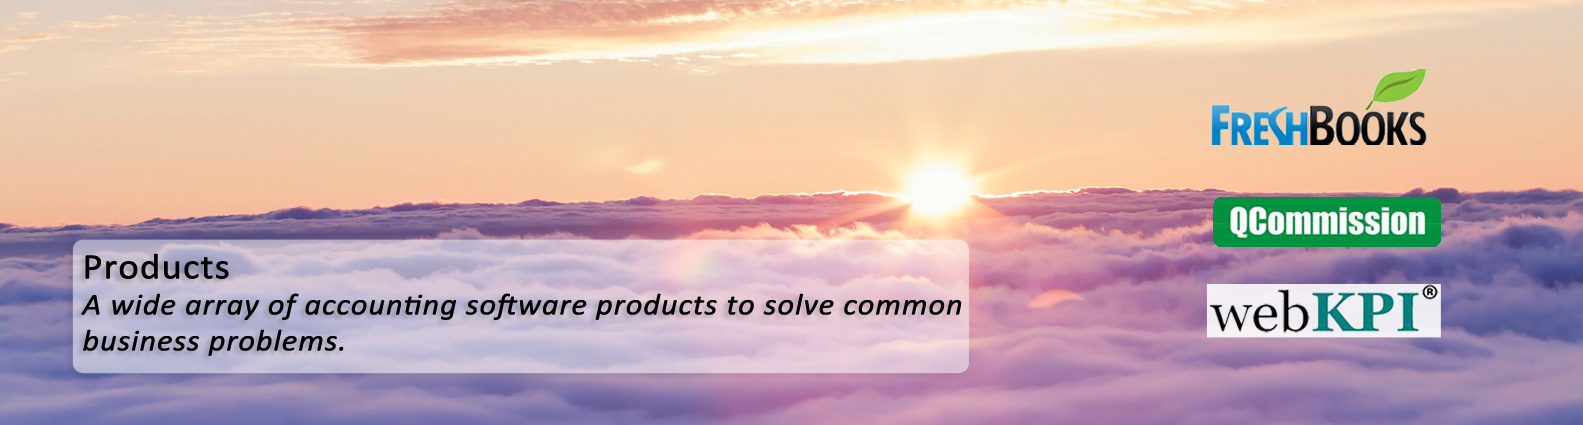 FRESHBOOKS
QCommission
webKPI®
Products
A wide array of accounting software products to solve common
business problems.